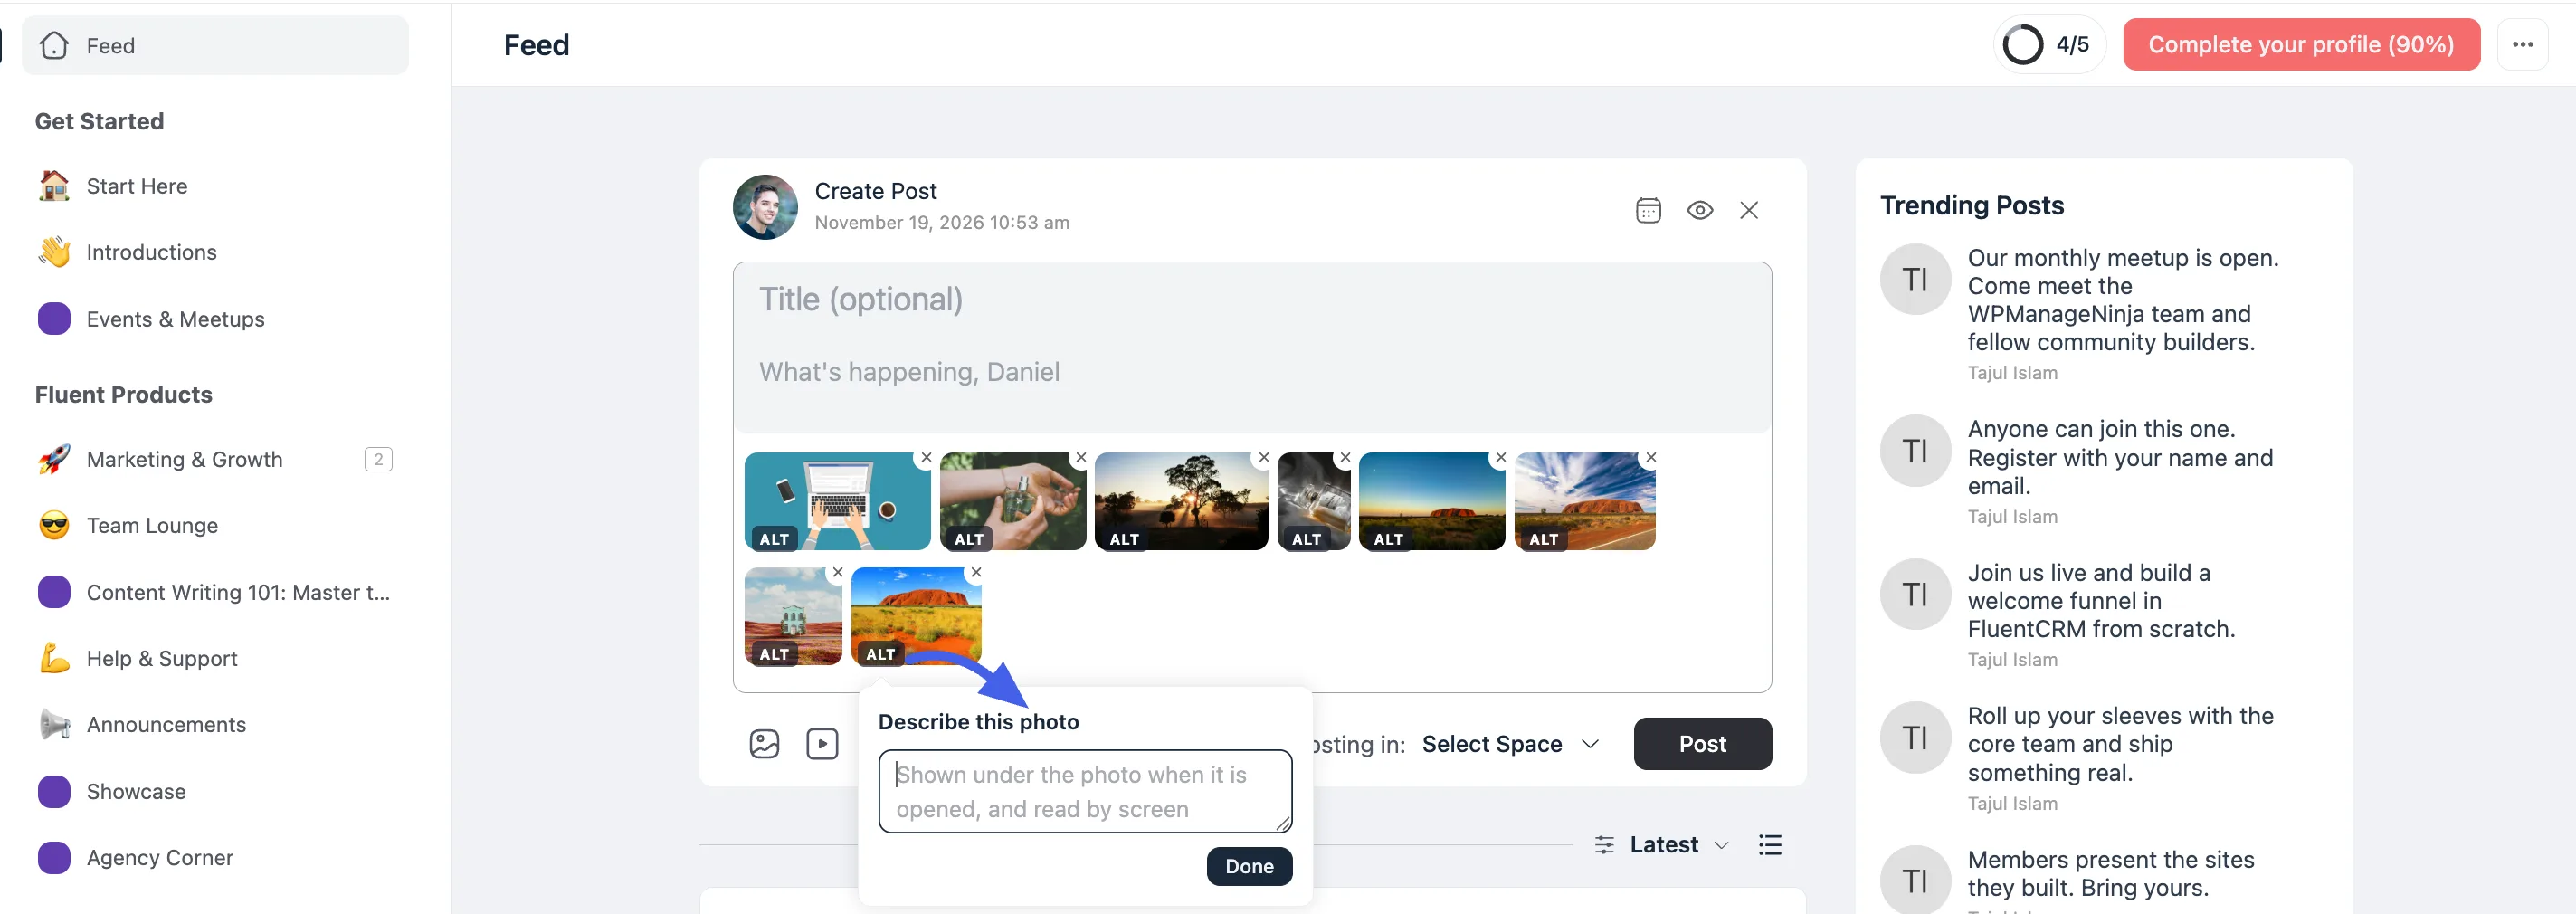 Feed
Get Started
Start Here
Introductions
Events & Meetups
Fluent Products
Marketing & Growth
2
Team Lounge
Content Writing 101: Master t...
Help & Support
Announcements
Showcase
Agency Corner
Feed
4/5
Complete your profile (90%)
Create Post
November 19, 2026 10:53 am
Title (optional)
What's happening, Daniel
ALT
ALT
ALT
ALT
ALT
ALT
ALT
ALT
Describe this photo
Shown under the photo when it is
opened, and read by screen
Done
osting in:
Select Space
Post
Latest
Trending Posts
TI
Our monthly meetup is open.
Come meet the
WPManageNinja team and
fellow community builders.
Tajul Islam
TI
Anyone can join this one.
Register with your name and
email.
Tajul Islam
TI
Join us live and build a
welcome funnel in
FluentCRM from scratch.
Tajul Islam
TI
Roll up your sleeves with the
core team and ship
something real.
Tajul Islam
TI
Members present the sites
they built. Bring yours.